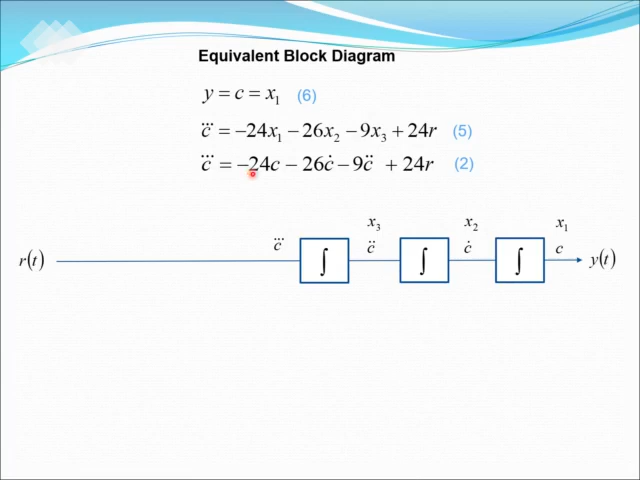 Equivalent Block Diagram
y = c = x₁ (6)
c⃛ = −24x₁ − 26x₂ − 9x₃ + 24r (5)
c⃛ = −24c − 26ċ − 9c̈ + 24r (2)
x₃ x₂ x₁
c⃛ c̈ ċ c
r(t) ∫ ∫ ∫ y(t)